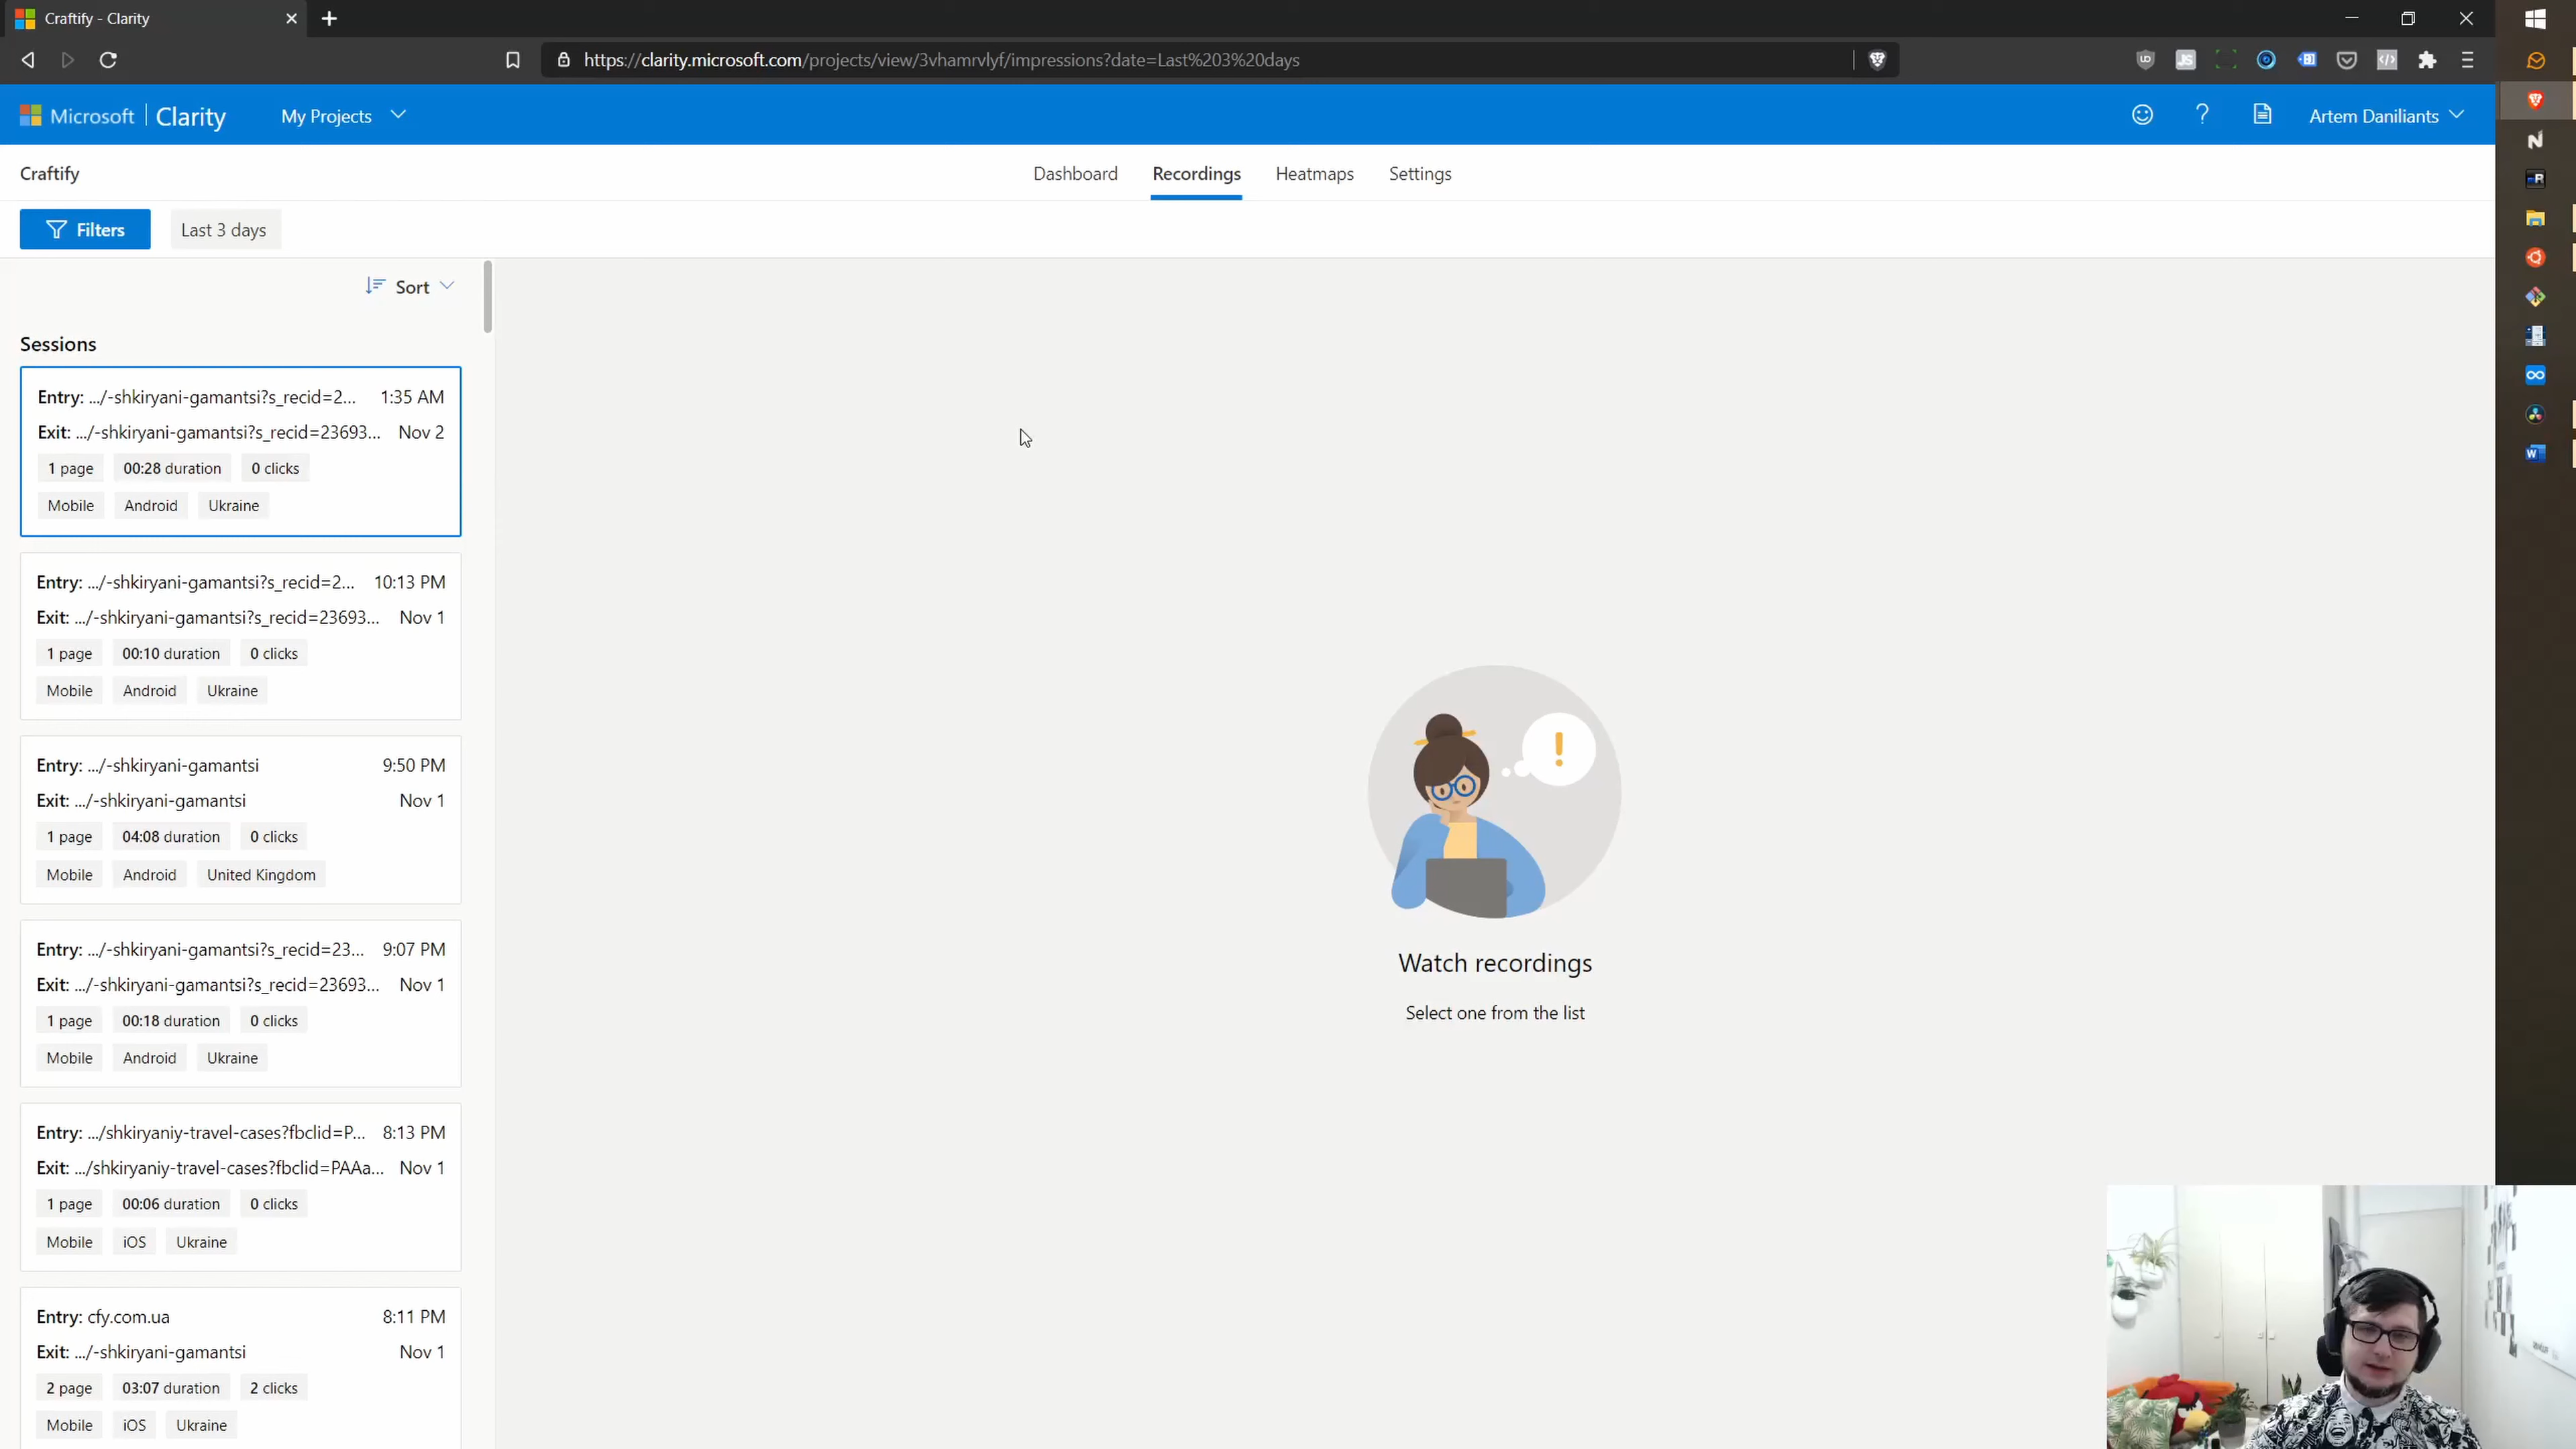 Craftify - Clarity
https://clarity.microsoft.com/projects/view/3vhamrvlyf/impressions?date=Last%203%20days
Microsoft | Clarity
My Projects
Artem Daniliants
Craftify
Dashboard
Recordings
Heatmaps
Settings
Filters
Last 3 days
Sort
Sessions
Entry: .../-shkiryani-gamantsi?s_recid=2... 1:35 AM
Exit: .../-shkiryani-gamantsi?s_recid=23693... Nov 2
1 page 00:28 duration 0 clicks
Mobile Android Ukraine
Entry: .../-shkiryani-gamantsi?s_recid=2... 10:13 PM
Exit: .../-shkiryani-gamantsi?s_recid=23693... Nov 1
1 page 00:10 duration 0 clicks
Mobile Android Ukraine
Entry: .../-shkiryani-gamantsi 9:50 PM
Exit: .../-shkiryani-gamantsi Nov 1
1 page 04:08 duration 0 clicks
Mobile Android United Kingdom
Entry: .../-shkiryani-gamantsi?s_recid=23... 9:07 PM
Exit: .../-shkiryani-gamantsi?s_recid=23693... Nov 1
1 page 00:18 duration 0 clicks
Mobile Android Ukraine
Entry: .../shkiryaniy-travel-cases?fbclid=P... 8:13 PM
Exit: .../shkiryaniy-travel-cases?fbclid=PAAa... Nov 1
1 page 00:06 duration 0 clicks
Mobile iOS Ukraine
Entry: cfy.com.ua 8:11 PM
Exit: .../-shkiryani-gamantsi Nov 1
2 page 03:07 duration 2 clicks
Mobile iOS Ukraine
Watch recordings
Select one from the list